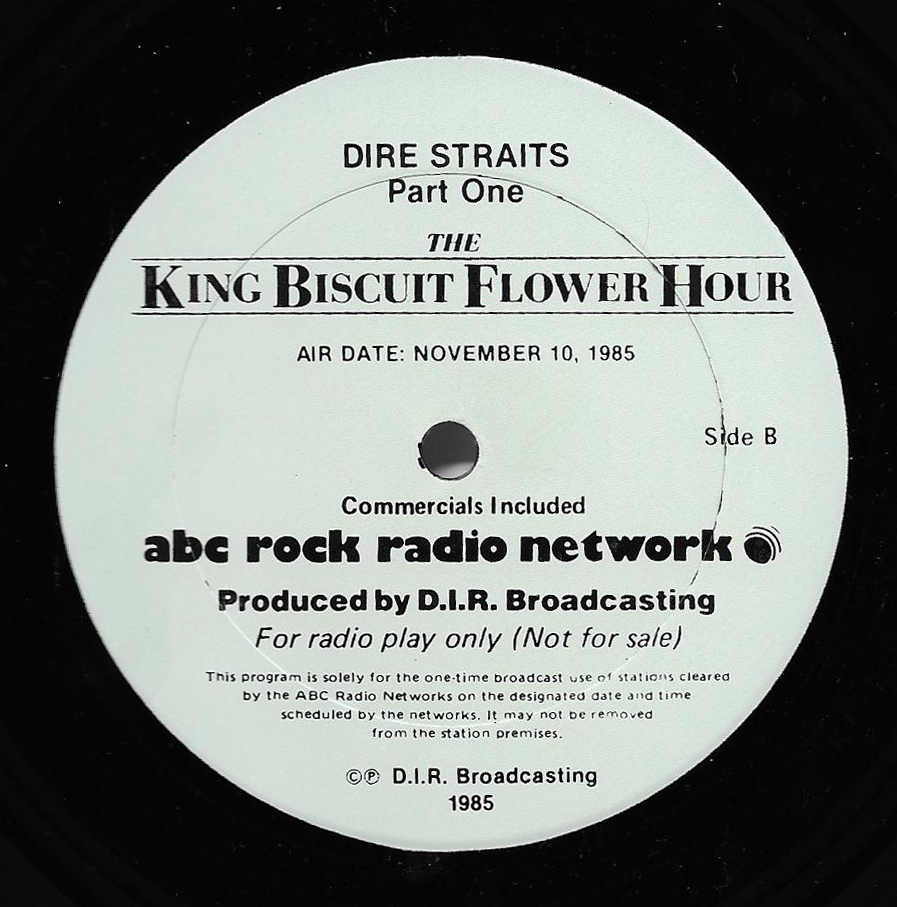 DIRE STRAITS
Part One
THE
KING BISCUIT FLOWER HOUR
AIR DATE: NOVEMBER 10, 1985
Side B
Commercials Included
abc rock radio network
Produced by D.I.R. Broadcasting
For radio play only (Not for sale)
This program is solely for the one-time broadcast use of stations cleared
by the ABC Radio Networks on the designated date and time
scheduled by the networks. It may not be removed
from the station premises.
©℗ D.I.R. Broadcasting
1985